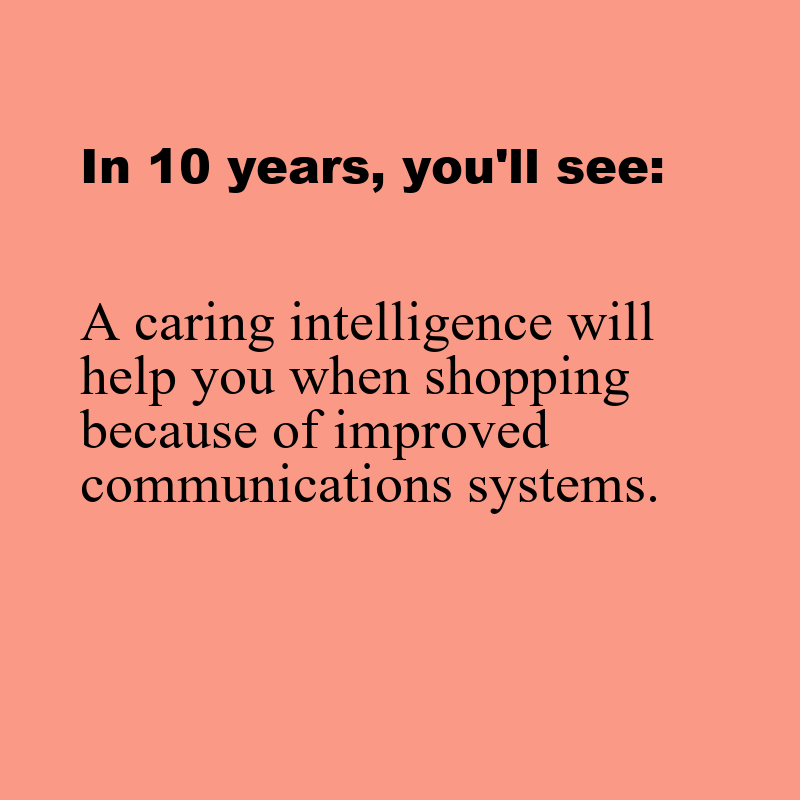 In 10 years, you'll see:
A caring intelligence will
help you when shopping
because of improved
communications systems.